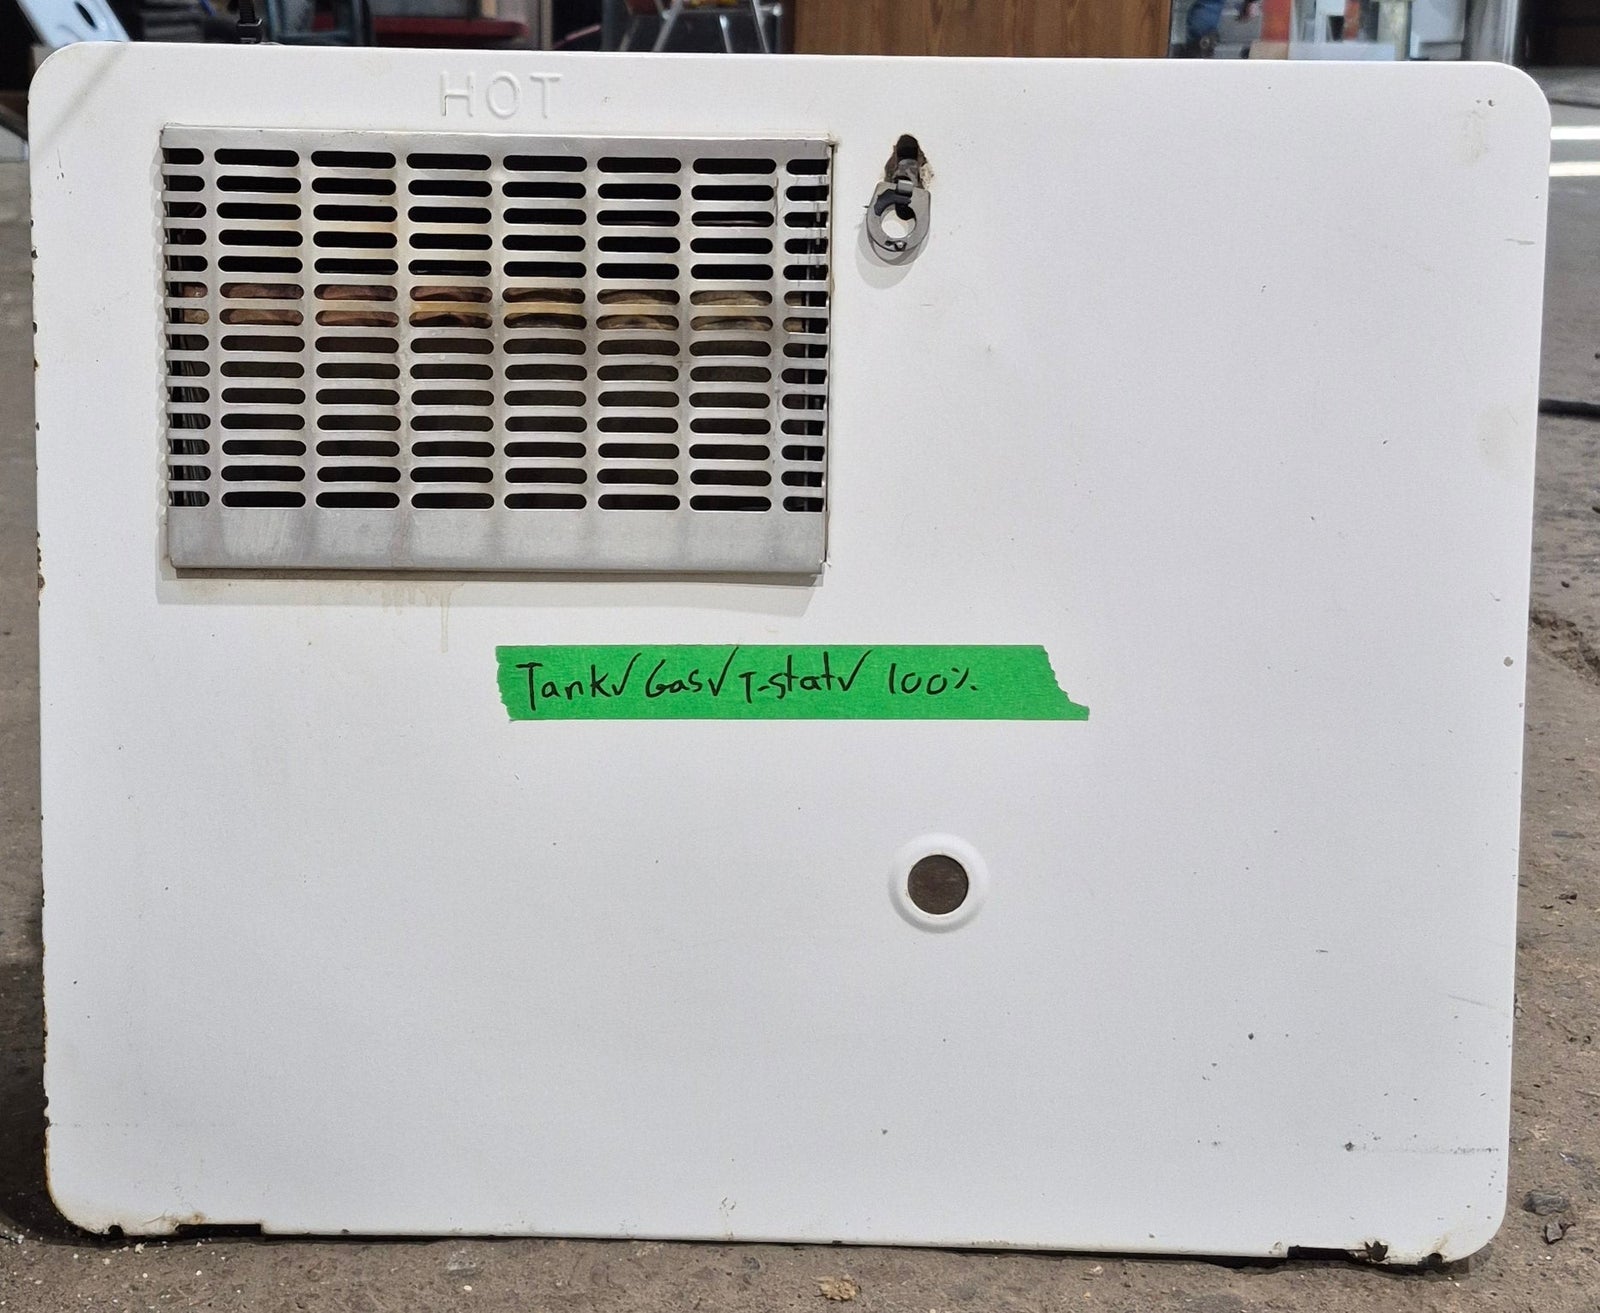 HOT
Tank√ Gas√ T-stat√ 100%